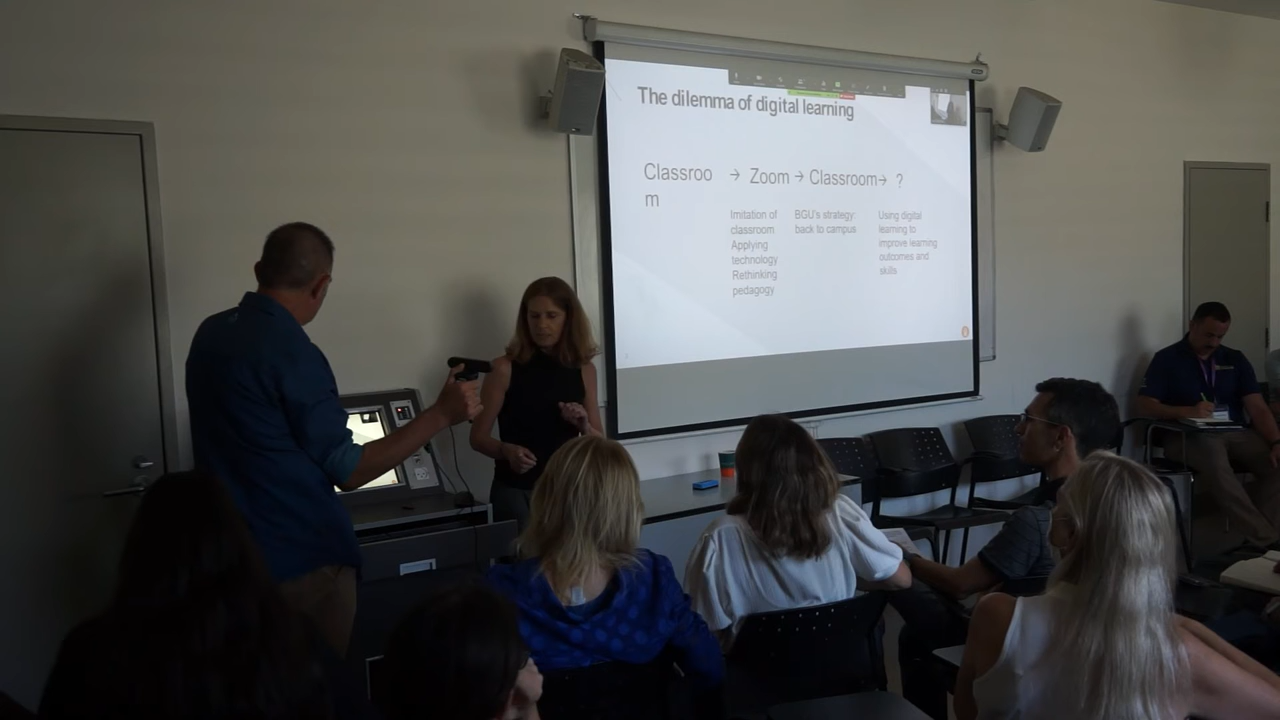 The dilemma of digital learning
Classroo
m
→ Zoom → Classroom → ?
Imitation of
classroom
Applying
technology
Rethinking
pedagogy
BGU's strategy:
back to campus
Using digital
learning to
improve learning
outcomes and
skills